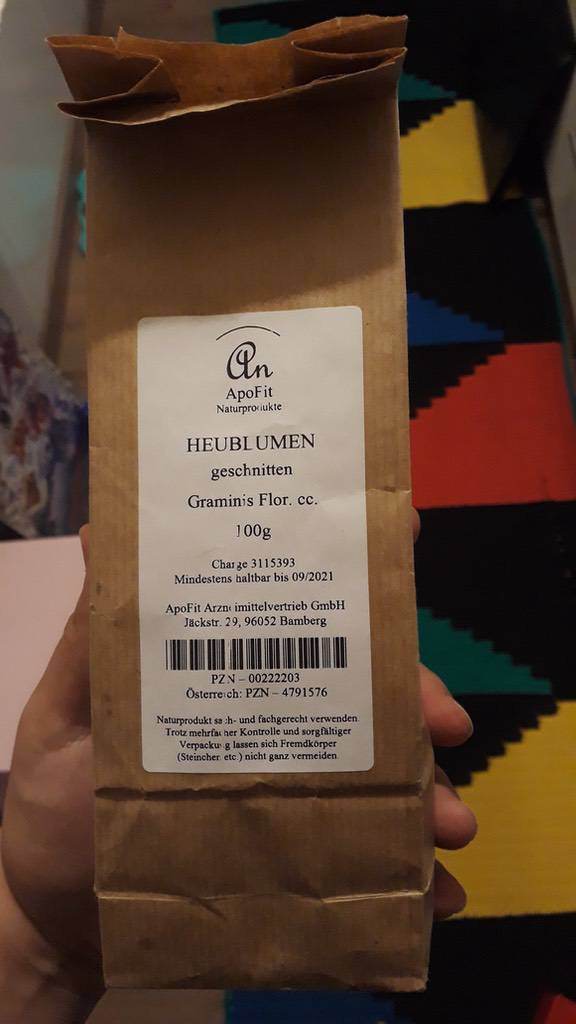 An
ApoFit
Naturprodukte
HEUBLUMEN
geschnitten
Graminis Flor. cc.
100g
Charge 3115393
Mindestens haltbar bis 09/2021
ApoFit Arzneimittelvertrieb GmbH
Jäckstr. 29, 96052 Bamberg
PZN – 00222203
Österreich: PZN – 4791576
Naturprodukt sach- und fachgerecht verwenden.
Trotz mehrfacher Kontrolle und sorgfältiger
Verpackung lassen sich Fremdkörper
(Steinchen etc.) nicht ganz vermeiden.